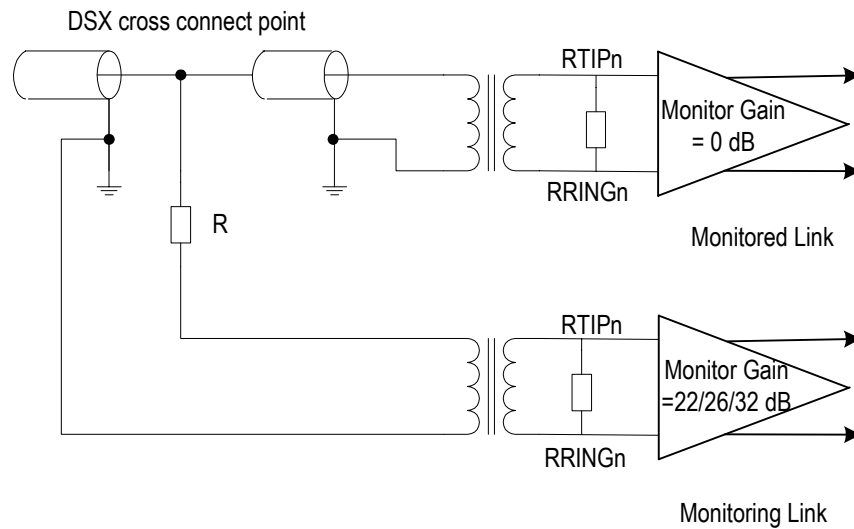 DSX cross connect point
RTIPn
Monitor Gain
= 0 dB
RRINGn
Monitored Link
R
RTIPn
Monitor Gain
=22/26/32 dB
RRINGn
Monitoring Link